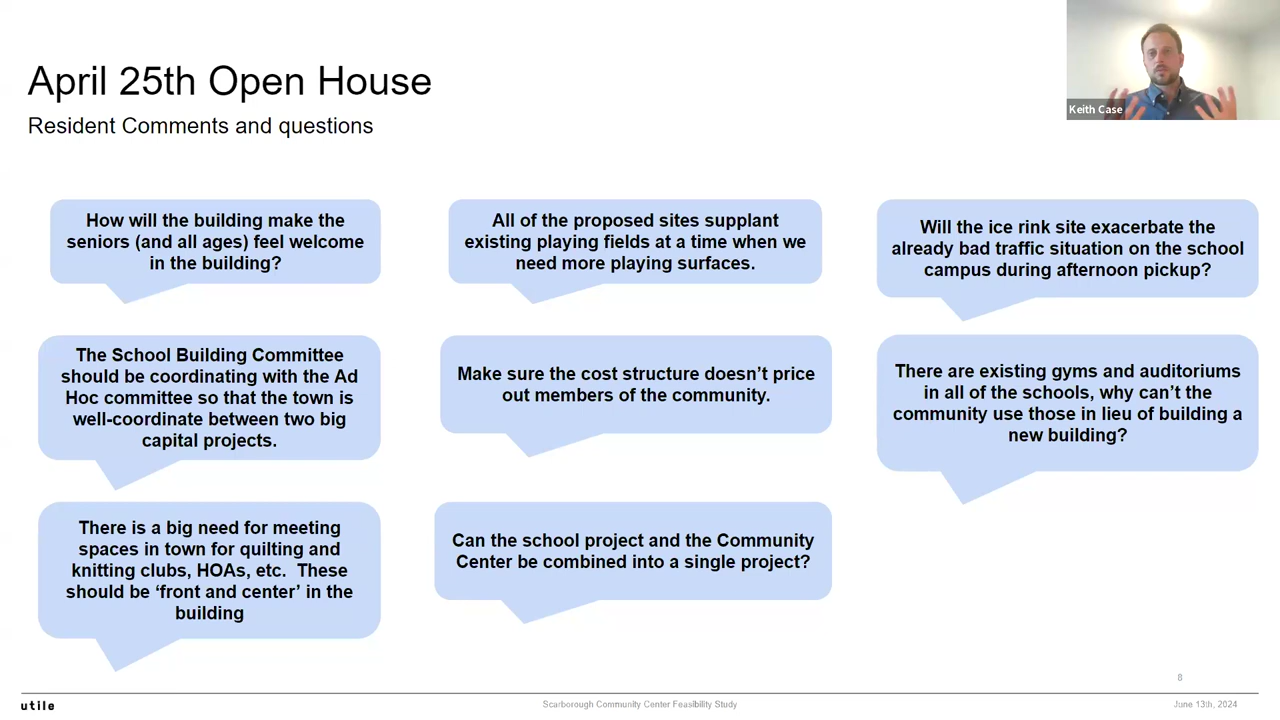 April 25th Open House
Resident Comments and questions
Keith Case
How will the building make the
seniors (and all ages) feel welcome
in the building?
All of the proposed sites supplant
existing playing fields at a time when we
need more playing surfaces.
Will the ice rink site exacerbate the
already bad traffic situation on the school
campus during afternoon pickup?
The School Building Committee
should be coordinating with the Ad
Hoc committee so that the town is
well-coordinate between two big
capital projects.
Make sure the cost structure doesn’t price
out members of the community.
There are existing gyms and auditoriums
in all of the schools, why can’t the
community use those in lieu of building a
new building?
There is a big need for meeting
spaces in town for quilting and
knitting clubs, HOAs, etc.  These
should be ‘front and center’ in the
building
Can the school project and the Community
Center be combined into a single project?
8
utile
Scarborough Community Center Feasibility Study
June 13th, 2024